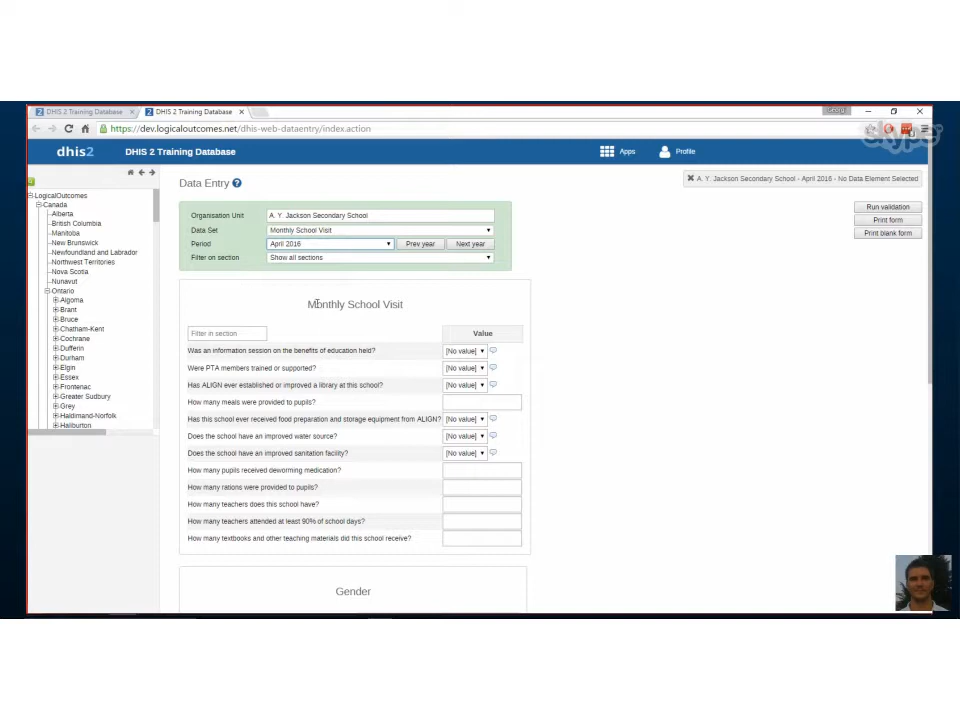 DHIS 2 Training Database
DHIS 2 Training Database
https://dev.logicaloutcomes.net/dhis-web-dataentry/index.action
skype
dhis2 DHIS 2 Training Database Apps Profile
LogicalOutcomes
Canada
Alberta
British Columbia
Manitoba
New Brunswick
Newfoundland and Labrador
Northwest Territories
Nova Scotia
Nunavut
Ontario
Algoma
Brant
Bruce
Chatham-Kent
Cochrane
Dufferin
Durham
Elgin
Essex
Frontenac
Greater Sudbury
Grey
Haldimand-Norfolk
Haliburton
Data Entry ?
A. Y. Jackson Secondary School - April 2016 - No Data Element Selected
Run validation
Print form
Print blank form
Organisation Unit A. Y. Jackson Secondary School
Data Set Monthly School Visit
Period April 2016 Prev year Next year
Filter on section Show all sections
Monthly School Visit
Filter in section Value
Was an information session on the benefits of education held? [No value]
Were PTA members trained or supported? [No value]
Has ALIGN ever established or improved a library at this school? [No value]
How many meals were provided to pupils?
Has this school ever received food preparation and storage equipment from ALIGN? [No value]
Does the school have an improved water source? [No value]
Does the school have an improved sanitation facility? [No value]
How many pupils received deworming medication?
How many rations were provided to pupils?
How many teachers does this school have?
How many teachers attended at least 90% of school days?
How many textbooks and other teaching materials did this school receive?
Gender